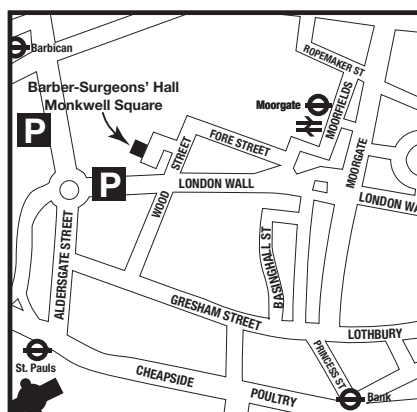 Barbican
ROPEMAKER ST
Barber-Surgeons' Hall
Monkwell Square
Moorgate
MOORFIELDS
P
FORE STREET
MOORGATE
P
LONDON WALL
WOOD STREET
LONDON WA
ALDERSGATE STREET
BASINGHALL ST
GRESHAM STREET
LOTHBURY
PRINCESS ST
St. Pauls
CHEAPSIDE
POULTRY
Bank